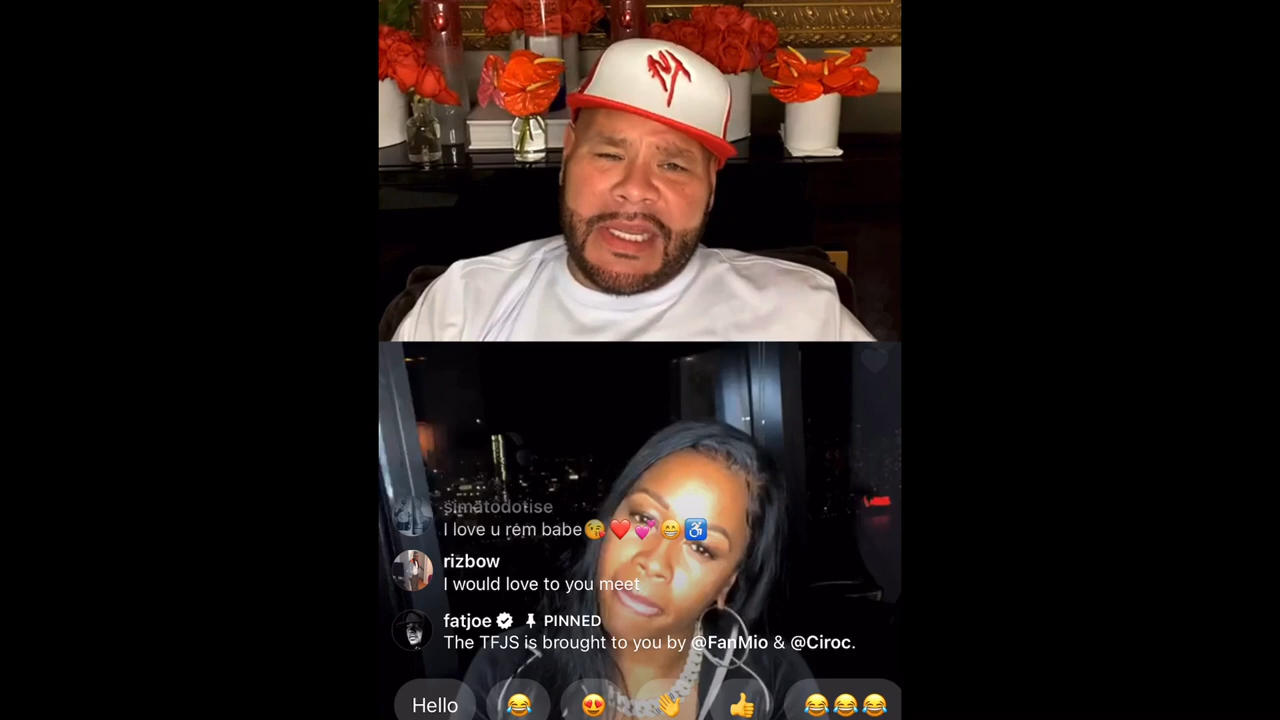 NT
simatodotise
I love u rem babe😘❤️💕😁♿
rizbow
I would love to you meet
fatjoe PINNED
The TFJS is brought to you by @FanMio & @Ciroc.
Hello 😂 😍 👋 👍 😂😂😂